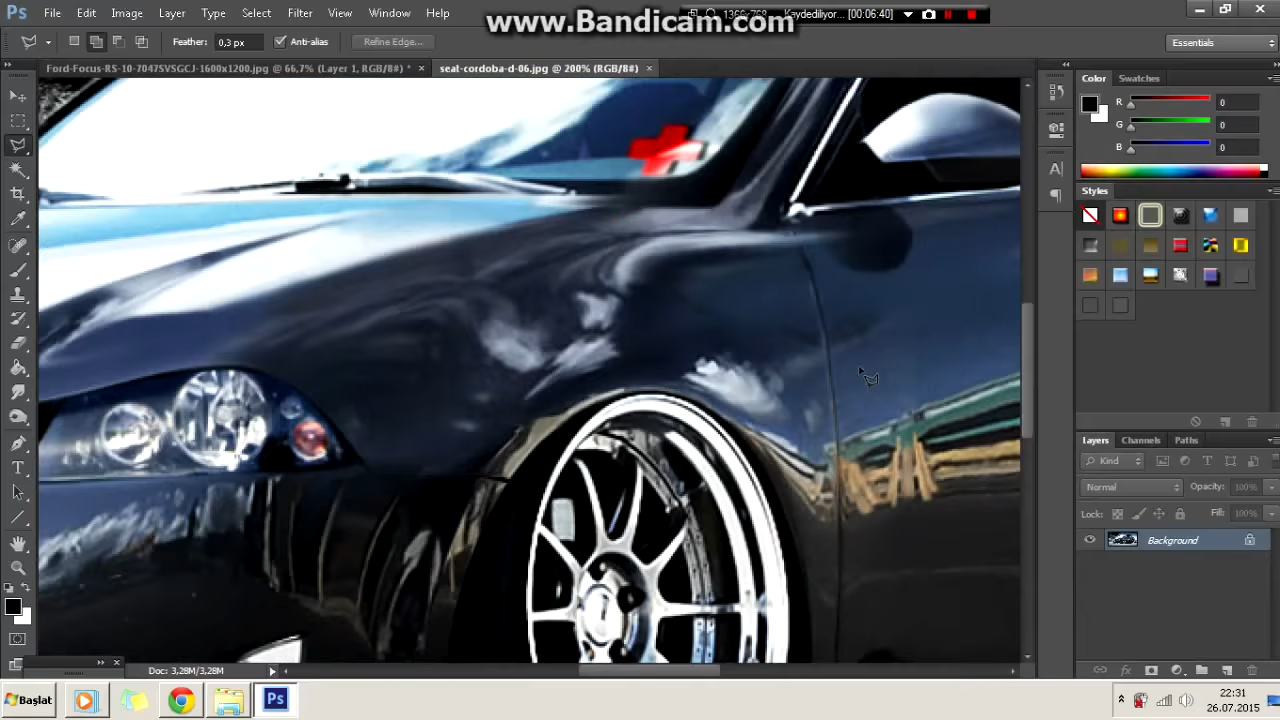 www.Bandicam.com
1366x768 Kaydediliyor... [00:06:40]
Ps File Edit Image Layer Type Select Filter View Window Help
Feather: 0,3 px Anti-alias Refine Edge... Essentials
Ford-Focus-RS-10-7047SVSGCJ-1600x1200.jpg @ 66,7% (Layer 1, RGB/8#) * × seat-cordoba-d-06.jpg @ 200% (RGB/8#) ×
Color Swatches
R 0
G 0
B 0
Styles
Layers Channels Paths
Kind
Normal Opacity: 100%
Lock: Fill: 100%
Background
Doc: 3,28M/3,28M
Başlat
Ps
22:31
26.07.2015